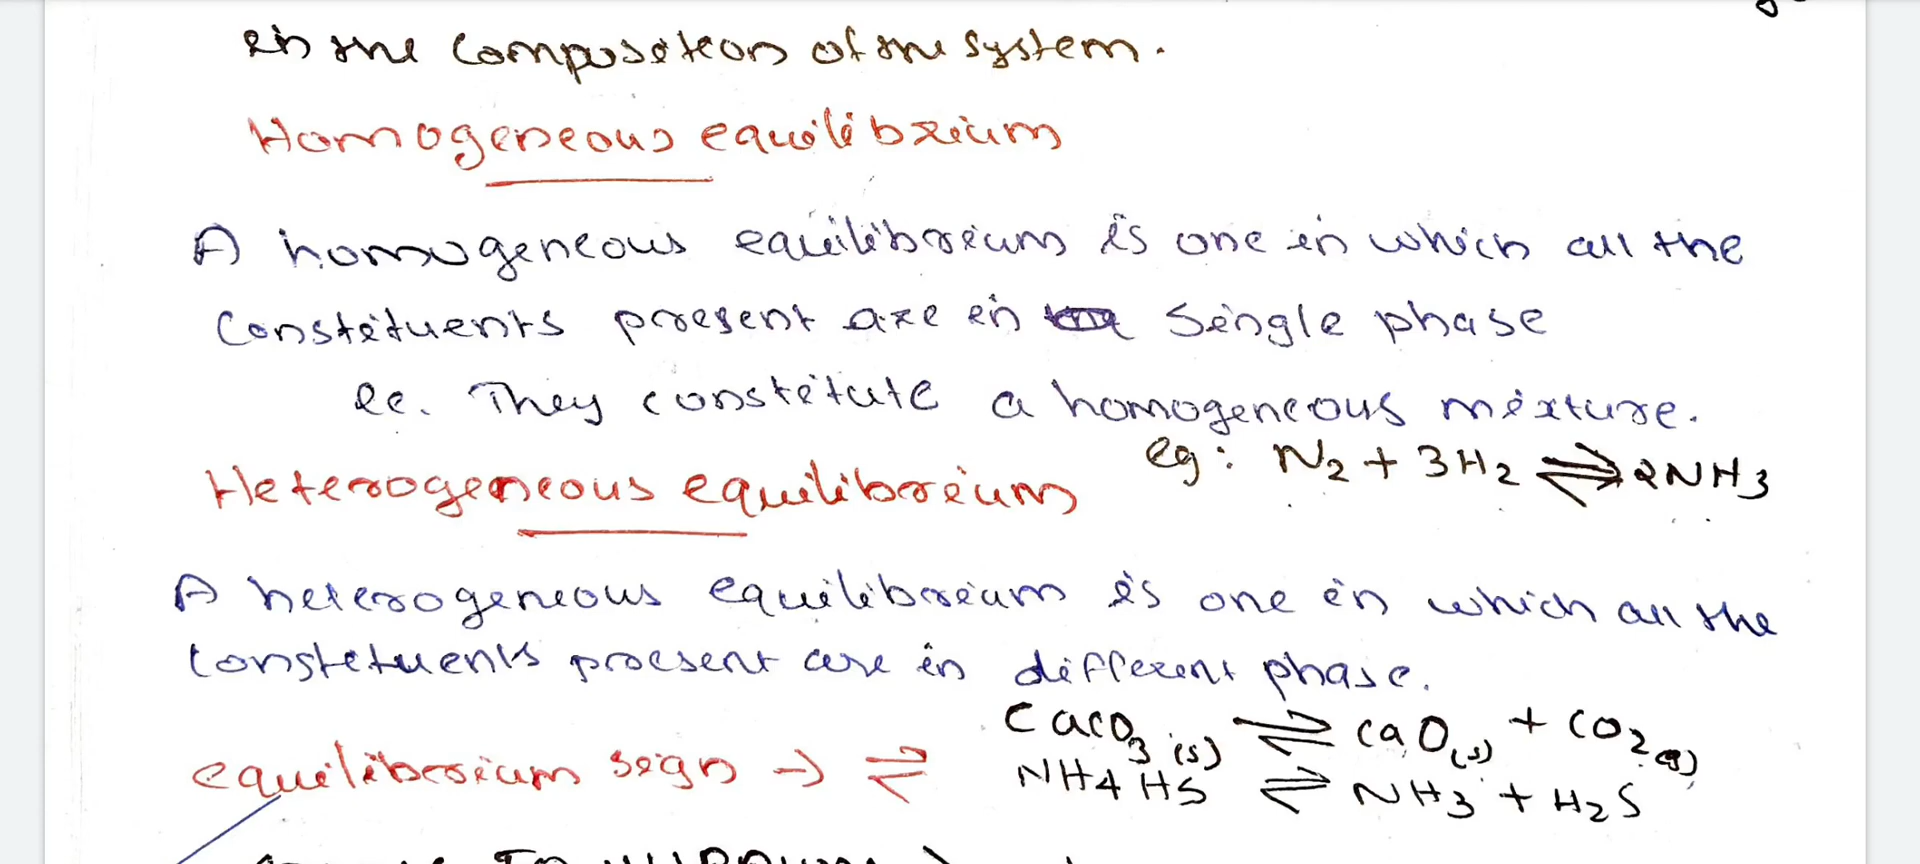 in the composition of the system.
Homogeneous equilibrium
A homogeneous equilibrium is one in which all the
constituents present are in single phase
ie. They constitute a homogeneous mixture.
eg: N2 + 3H2 ⇌ 2NH3
Heterogeneous equilibrium
A heterogeneous equilibrium is one in which all the
constituents present are in different phase.
CaCO3 (s) ⇌ CaO(s) + CO2(g)
equilibrium sign → ⇌
NH4HS ⇌ NH3 + H2S